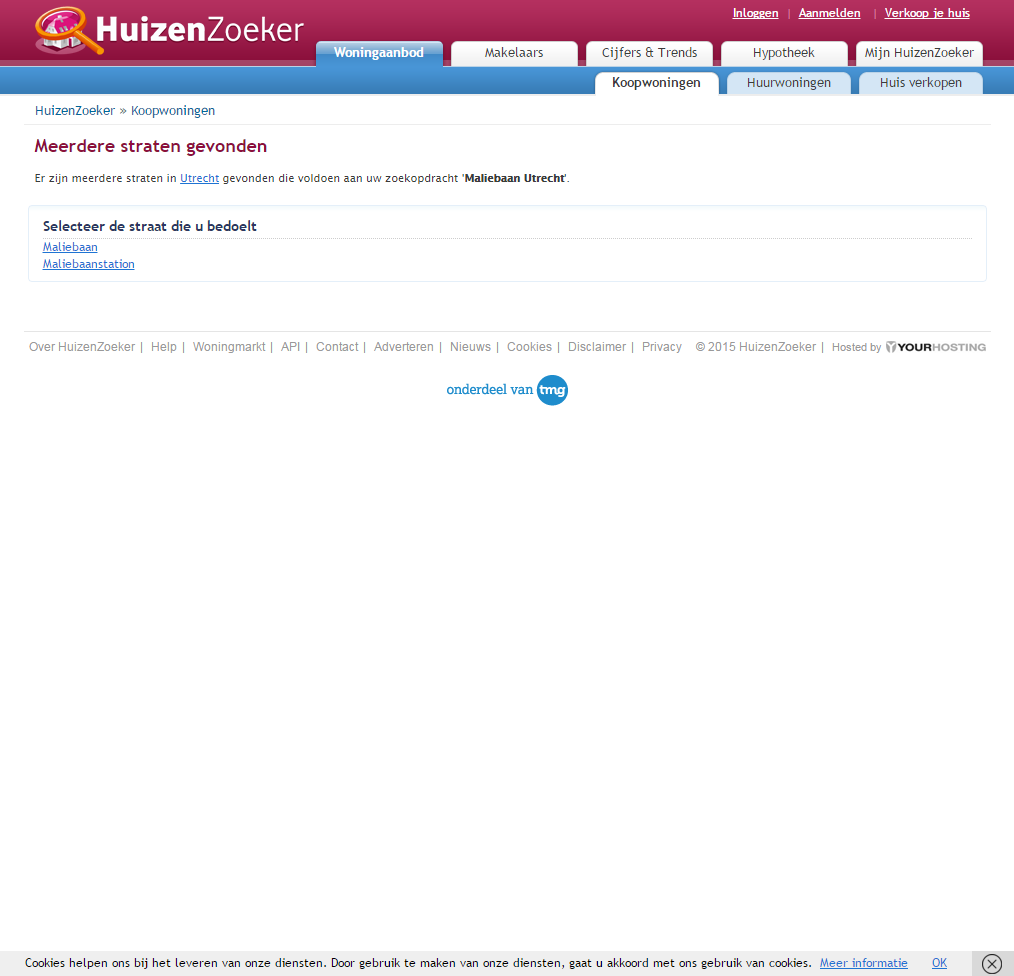 HuizenZoeker
Inloggen | Aanmelden | Verkoop je huis
Woningaanbod Makelaars Cijfers & Trends Hypotheek Mijn HuizenZoeker
Koopwoningen Huurwoningen Huis verkopen
HuizenZoeker » Koopwoningen
Meerdere straten gevonden
Er zijn meerdere straten in Utrecht gevonden die voldoen aan uw zoekopdracht 'Maliebaan Utrecht'.
Selecteer de straat die u bedoelt
Maliebaan
Maliebaanstation
Over HuizenZoeker | Help | Woningmarkt | API | Contact | Adverteren | Nieuws | Cookies | Disclaimer | Privacy © 2015 HuizenZoeker | Hosted by YOURHOSTING
onderdeel van tmg
Cookies helpen ons bij het leveren van onze diensten. Door gebruik te maken van onze diensten, gaat u akkoord met ons gebruik van cookies. Meer informatie OK